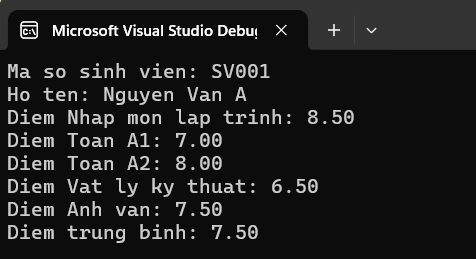 Microsoft Visual Studio Debug
Ma so sinh vien: SV001
Ho ten: Nguyen Van A
Diem Nhap mon lap trinh: 8.50
Diem Toan A1: 7.00
Diem Toan A2: 8.00
Diem Vat ly ky thuat: 6.50
Diem Anh van: 7.50
Diem trung binh: 7.50